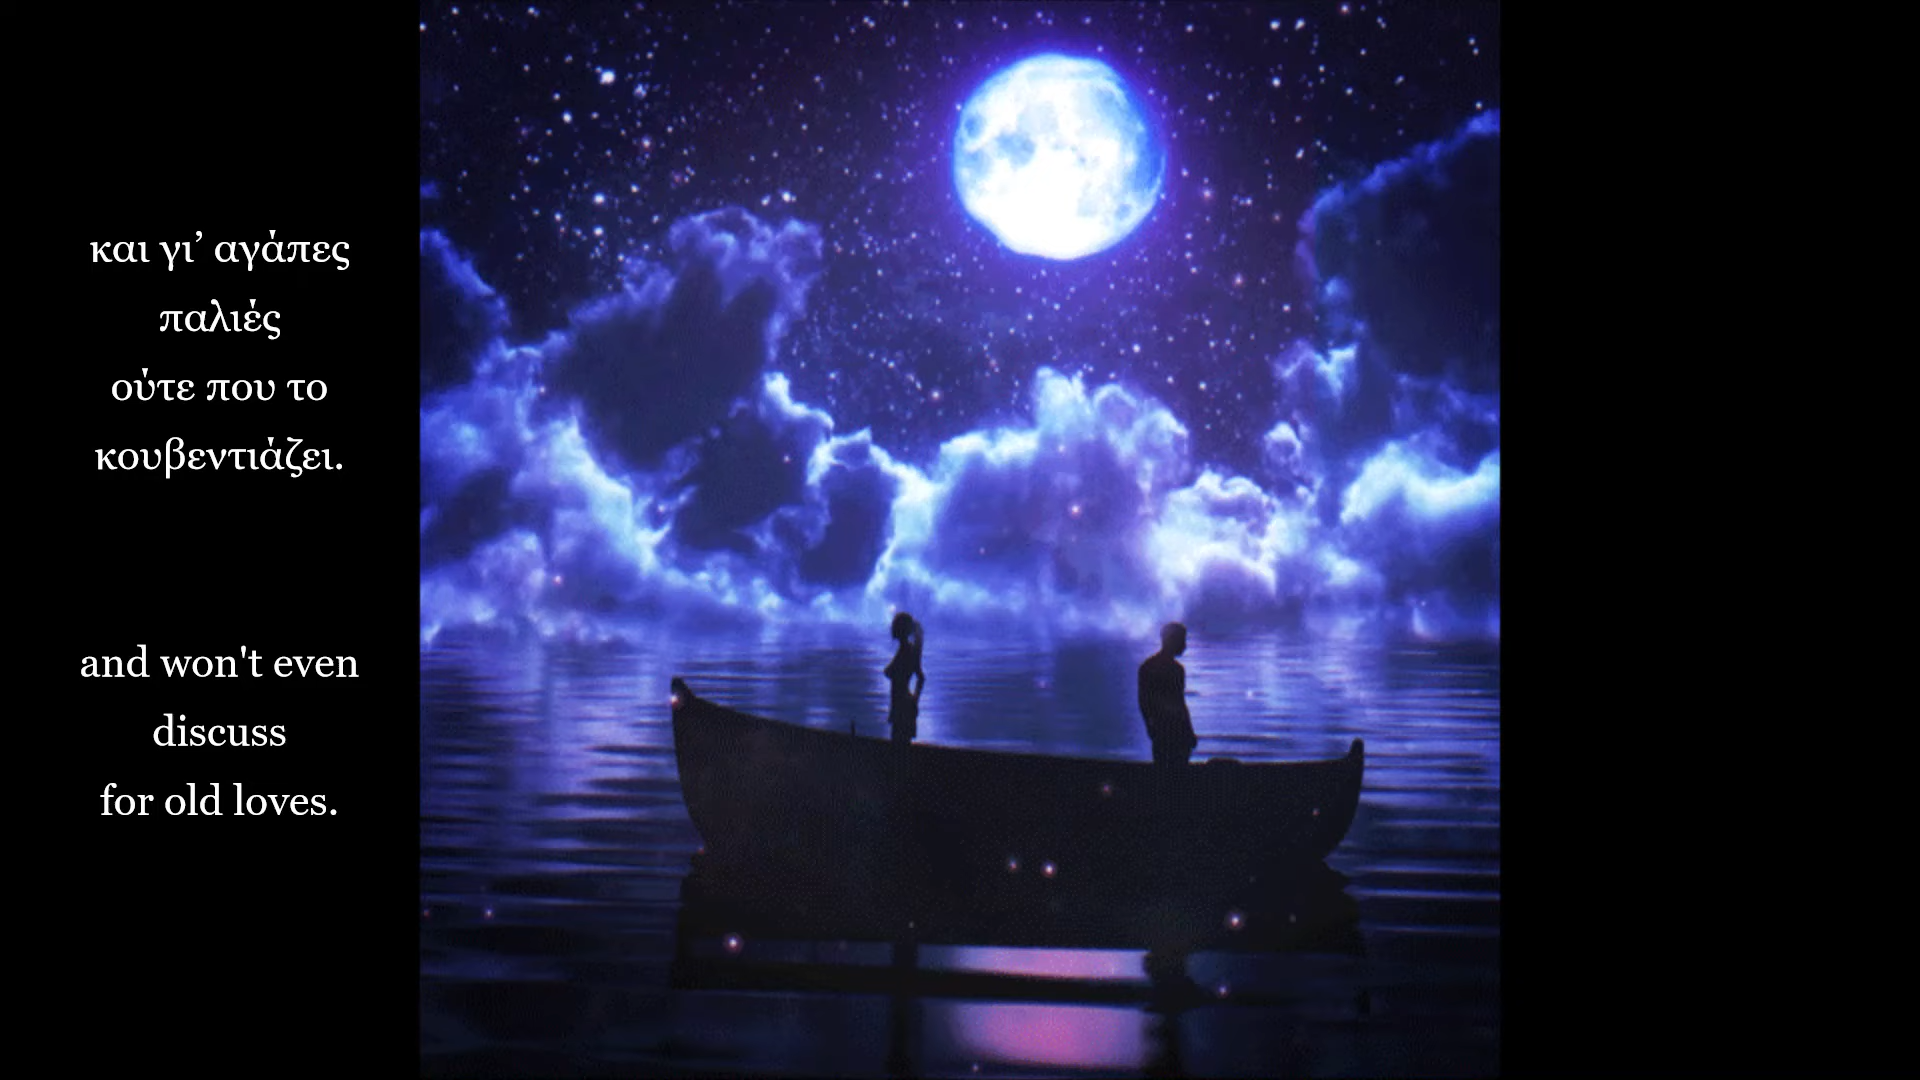 και γι’ αγάπες
παλιές
ούτε που το
κουβεντιάζει.
and won't even
discuss
for old loves.